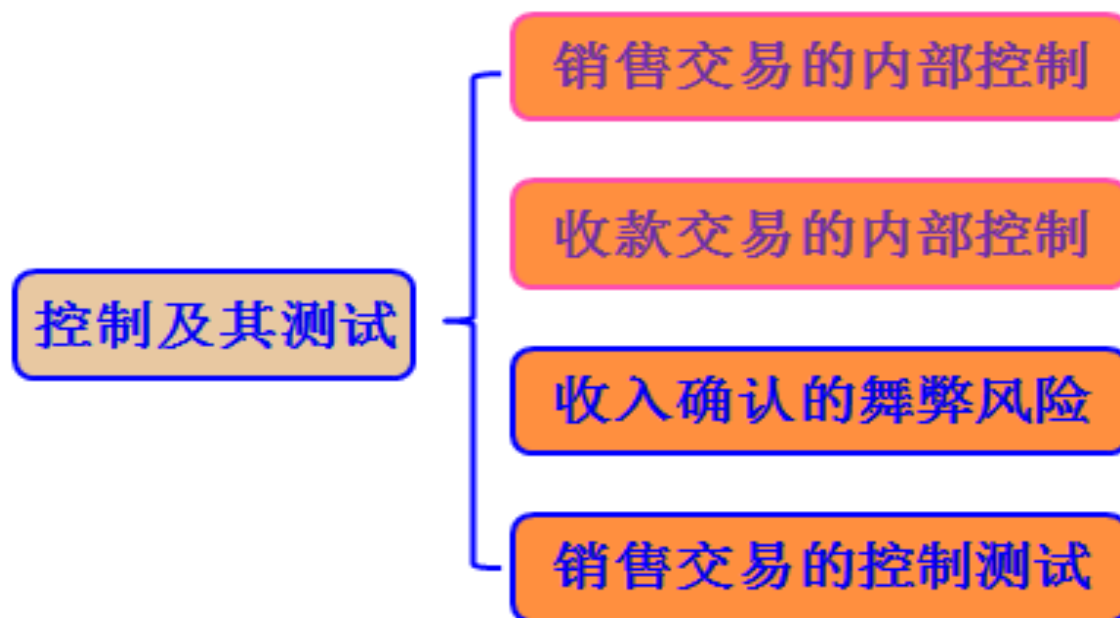 销售交易的内部控制
收款交易的内部控制
控制及其测试
收入确认的舞弊风险
销售交易的控制测试